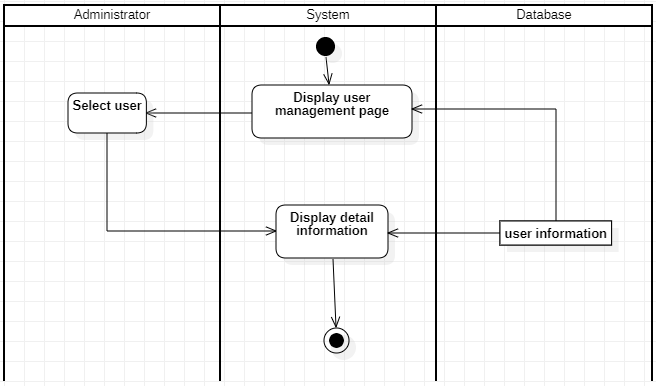 Administrator
System
Database
Display user
management page
Select user
Display detail
information
user information